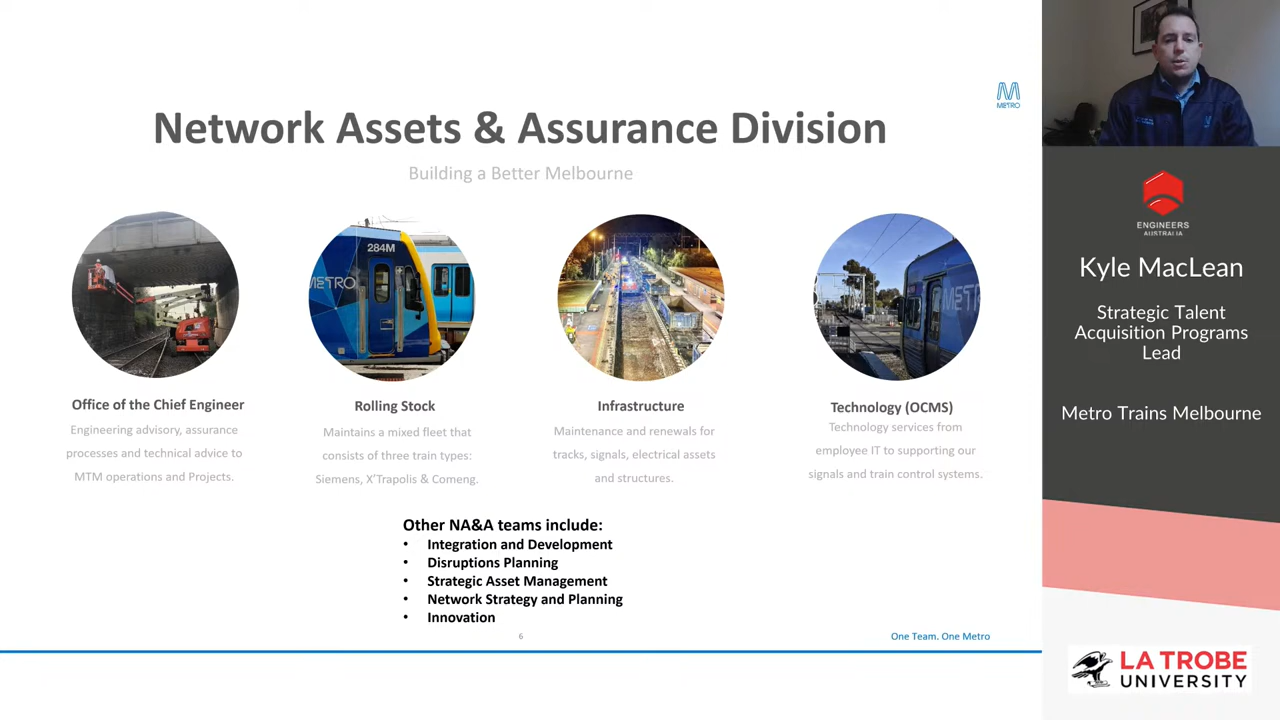 METRO
Network Assets & Assurance Division
Building a Better Melbourne
284M
METRO
METR
Office of the Chief Engineer
Engineering advisory, assurance
processes and technical advice to
MTM operations and Projects.
Rolling Stock
Maintains a mixed fleet that
consists of three train types:
Siemens, X'Trapolis & Comeng.
Infrastructure
Maintenance and renewals for
tracks, signals, electrical assets
and structures.
Technology (OCMS)
Technology services from
employee IT to supporting our
signals and train control systems.
Other NA&A teams include:
• Integration and Development
• Disruptions Planning
• Strategic Asset Management
• Network Strategy and Planning
• Innovation
6
One Team. One Metro
ENGINEERS
AUSTRALIA
Kyle MacLean
Strategic Talent
Acquisition Programs
Lead
Metro Trains Melbourne
LA TROBE
UNIVERSITY